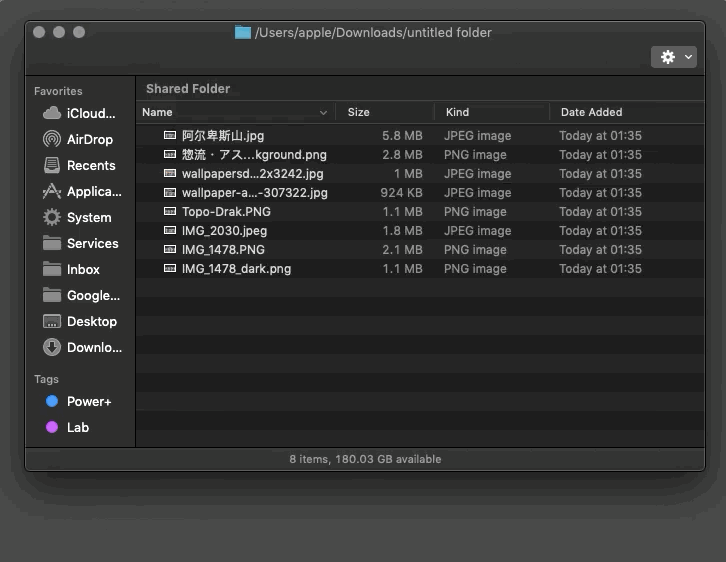 /Users/apple/Downloads/untitled folder
Favorites
iCloud...
AirDrop
Recents
Applica...
System
Services
Inbox
Google...
Desktop
Downlo...
Tags
Power+
Lab
Shared Folder
Name Size Kind Date Added
阿尔卑斯山.jpg 5.8 MB JPEG image Today at 01:35
惣流・アス...kground.png 2.8 MB PNG image Today at 01:35
wallpapersd...2x3242.jpg 1 MB JPEG image Today at 01:35
wallpaper-a...-307322.jpg 924 KB JPEG image Today at 01:35
Topo-Drak.PNG 1.1 MB PNG image Today at 01:35
IMG_2030.jpeg 1.8 MB JPEG image Today at 01:35
IMG_1478.PNG 2.1 MB PNG image Today at 01:35
IMG_1478_dark.png 1.1 MB PNG image Today at 01:35
8 items, 180.03 GB available